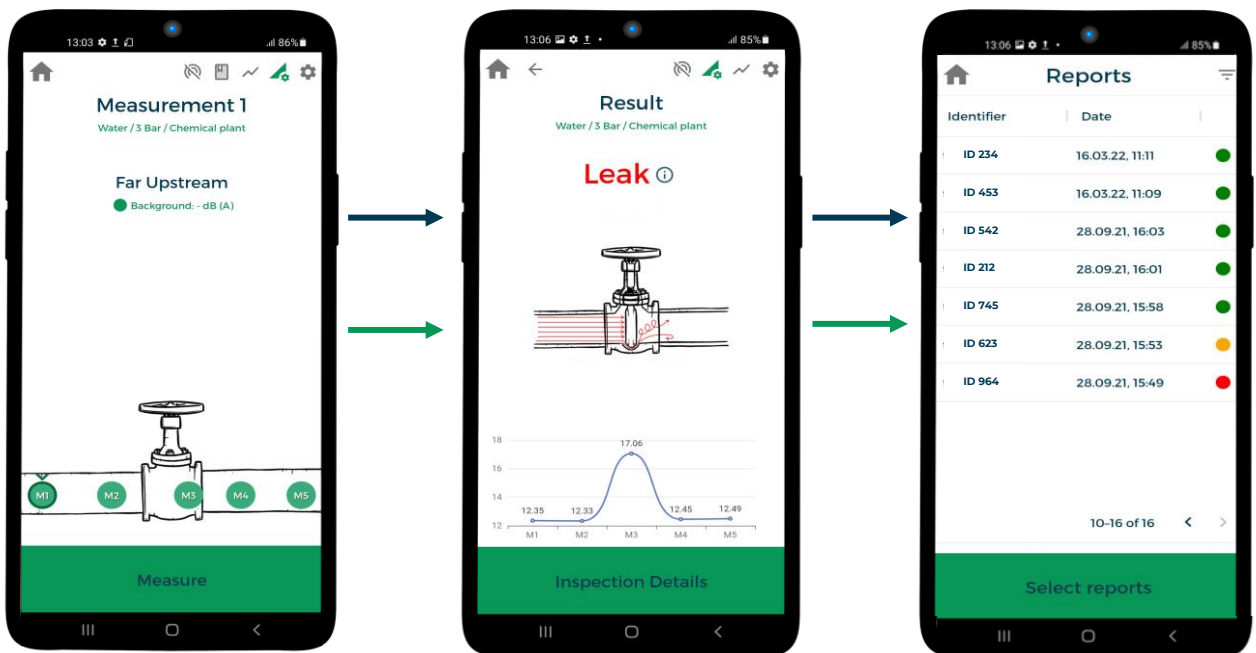 13:03
86%
Measurement 1
Water / 3 Bar / Chemical plant
Far Upstream
Background: - dB (A)
M1 M2 M3 M4 M5
Measure
13:06
85%
Result
Water / 3 Bar / Chemical plant
Leak
18
17.06
16
14
12.35 12.33 12.45 12.49
12
M1 M2 M3 M4 M5
Inspection Details
13:06
85%
Reports
Identifier Date
ID 234 16.03.22, 11:11
ID 453 16.03.22, 11:09
ID 542 28.09.21, 16:03
ID 212 28.09.21, 16:01
ID 745 28.09.21, 15:58
ID 623 28.09.21, 15:53
ID 964 28.09.21, 15:49
10-16 of 16
Select reports